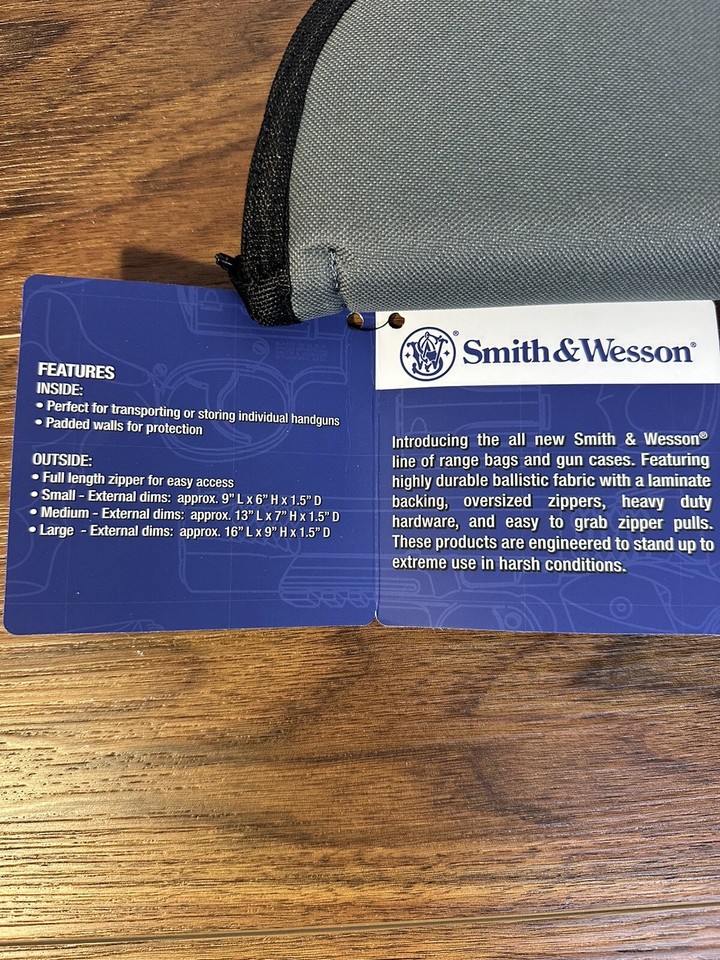 FEATURES
INSIDE:
• Perfect for transporting or storing individual handguns
• Padded walls for protection
OUTSIDE:
• Full length zipper for easy access
• Small - External dims: approx. 9" L x 6" H x 1.5" D
• Medium - External dims: approx. 13" L x 7" H x 1.5" D
• Large - External dims: approx. 16" L x 9" H x 1.5" D
Smith & Wesson®
Introducing the all new Smith & Wesson®
line of range bags and gun cases. Featuring
highly durable ballistic fabric with a laminate
backing, oversized zippers, heavy duty
hardware, and easy to grab zipper pulls.
These products are engineered to stand up to
extreme use in harsh conditions.